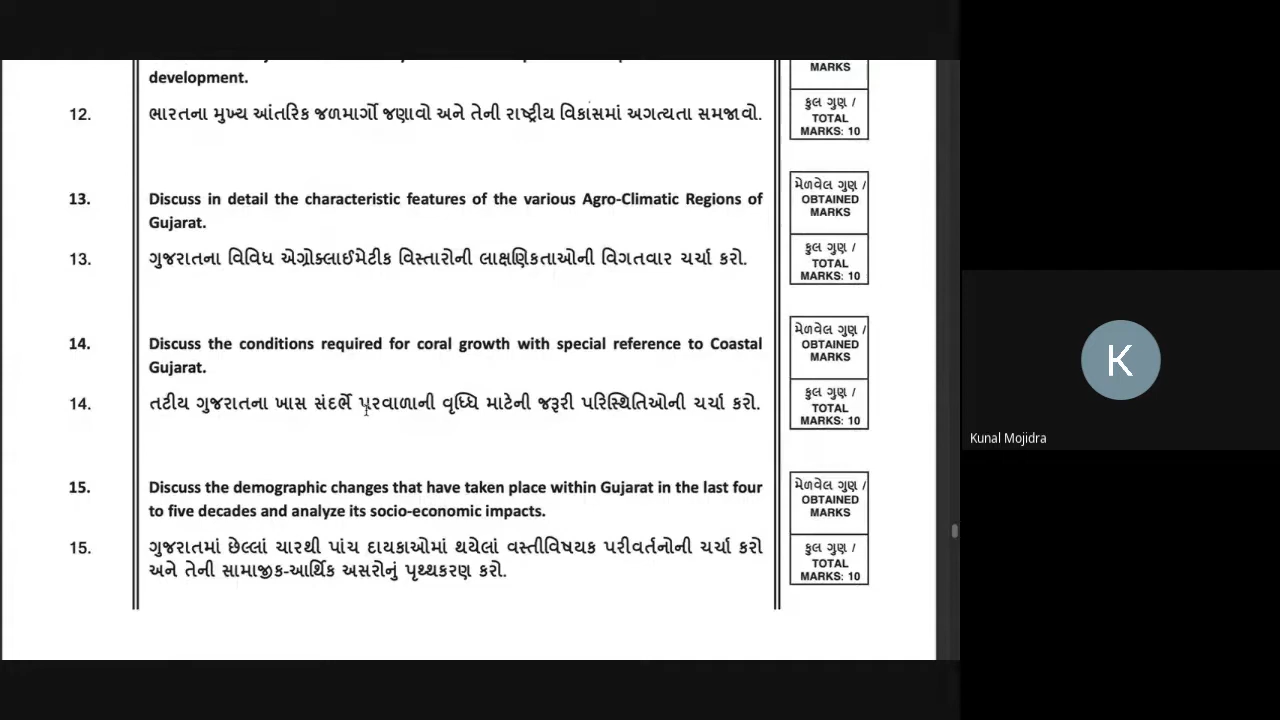 development.
MARKS
12. ભારતના મુખ્ય આંતરિક જળમાર્ગો જણાવો અને તેની રાષ્ટ્રીય વિકાસમાં અગત્યતા સમજાવો.
કુલ ગુણ /
TOTAL
MARKS: 10
13. Discuss in detail the characteristic features of the various Agro-Climatic Regions of
Gujarat.
મેળવેલ ગુણ /
OBTAINED
MARKS
13. ગુજરાતના વિવિધ એગ્રોક્લાઈમેટીક વિસ્તારોની લાક્ષણિકતાઓની વિગતવાર ચર્ચા કરો.
કુલ ગુણ /
TOTAL
MARKS: 10
14. Discuss the conditions required for coral growth with special reference to Coastal
Gujarat.
મેળવેલ ગુણ /
OBTAINED
MARKS
14. તટીય ગુજરાતના ખાસ સંદર્ભે પરવાળાની વૃધ્ધિ માટેની જરૂરી પરિસ્થિતિઓની ચર્ચા કરો.
કુલ ગુણ /
TOTAL
MARKS: 10
15. Discuss the demographic changes that have taken place within Gujarat in the last four
to five decades and analyze its socio-economic impacts.
મેળવેલ ગુણ /
OBTAINED
MARKS
15. ગુજરાતમાં છેલ્લાં ચારથી પાંચ દાયકાઓમાં થયેલાં વસ્તીવિષયક પરીવર્તનોની ચર્ચા કરો
અને તેની સામાજીક-આર્થિક અસરોનું પૃથ્થકરણ કરો.
કુલ ગુણ /
TOTAL
MARKS: 10
K
Kunal Mojidra